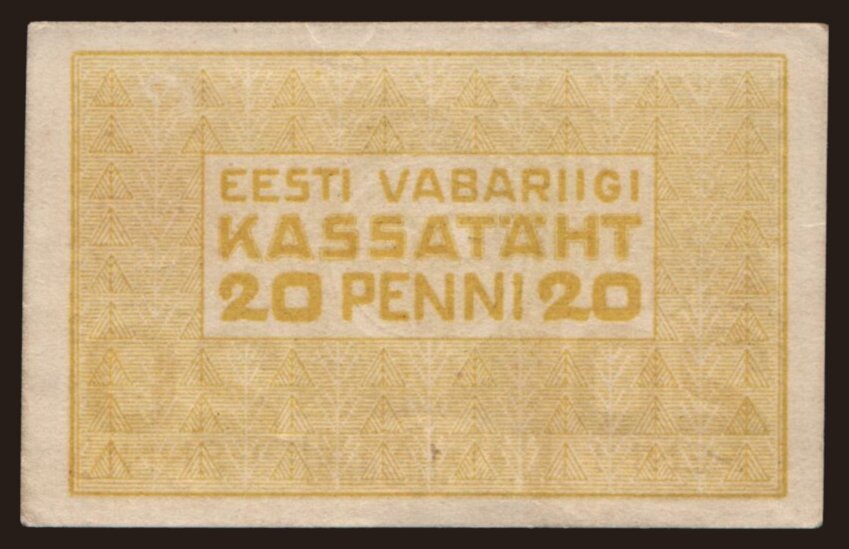 EESTI VABARIIGI
KASSATÄHT
20 PENNI 20